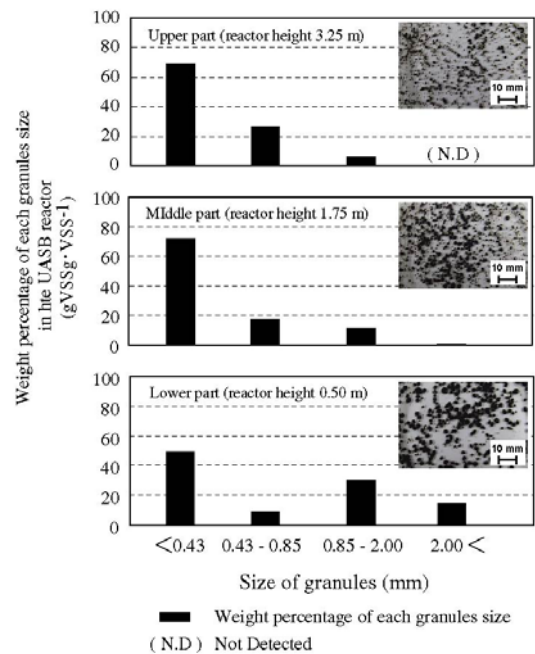 Weight percentage of each granules size
in hte UASB reactor
(gVSSg·VSS⁻¹)
100
80
60
40
20
0
Upper part (reactor height 3.25 m)
10 mm
( N.D )
100
80
60
40
20
0
MIddle part (reactor height 1.75 m)
10 mm
100
80
60
40
20
0
Lower part (reactor height 0.50 m)
10 mm
<0.43 0.43 - 0.85 0.85 - 2.00 2.00 <
Size of granules (mm)
Weight percentage of each granules size
( N.D ) Not Detected